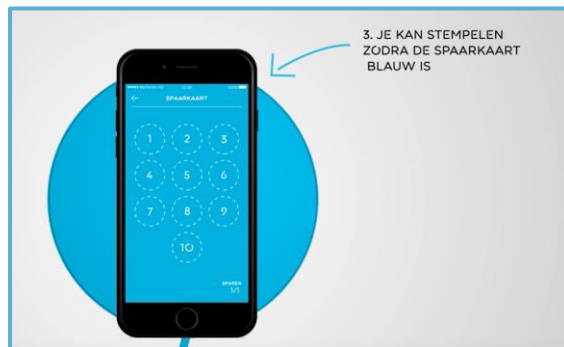 3. JE KAN STEMPELEN
ZODRA DE SPAARKAART
BLAUW IS
SPAARKAART
1 2 3
4 5 6
7 8 9
10
SPAREN
1/1